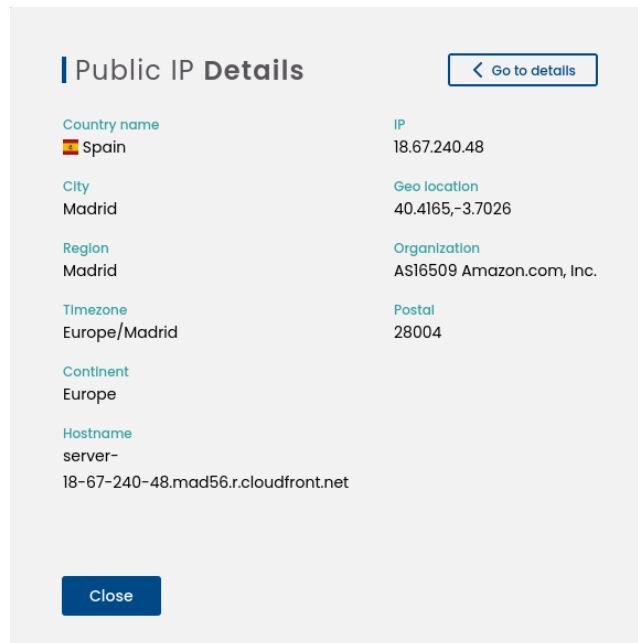 Public IP Details
Go to details
Country name
Spain
IP
18.67.240.48
City
Madrid
Geo location
40.4165,-3.7026
Region
Madrid
Organization
AS16509 Amazon.com, Inc.
Timezone
Europe/Madrid
Postal
28004
Continent
Europe
Hostname
server-
18-67-240-48.mad56.r.cloudfront.net
Close